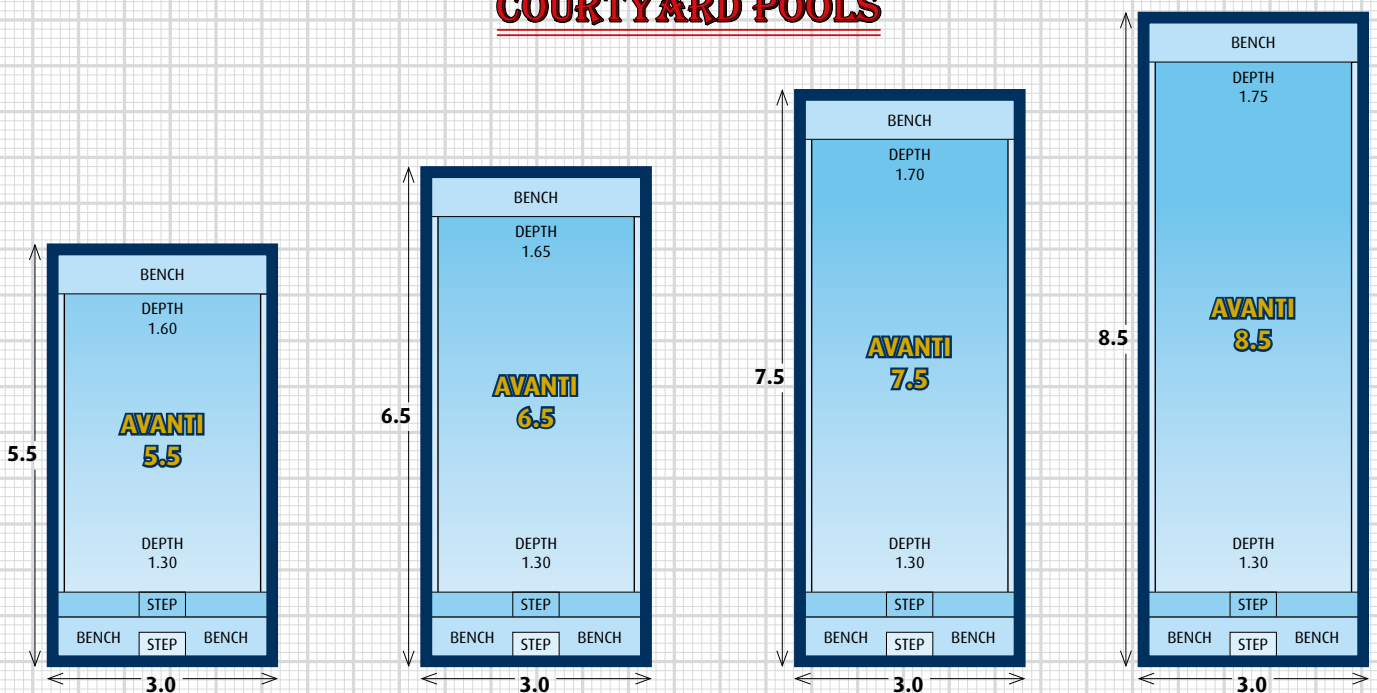 COURTYARD POOLS
BENCH
DEPTH
1.60
AVANTI
5.5
DEPTH
1.30
STEP
BENCH
STEP
BENCH
5.5
3.0
BENCH
DEPTH
1.65
AVANTI
6.5
DEPTH
1.30
STEP
BENCH
STEP
BENCH
6.5
3.0
BENCH
DEPTH
1.70
AVANTI
7.5
DEPTH
1.30
STEP
BENCH
STEP
BENCH
7.5
3.0
BENCH
DEPTH
1.75
AVANTI
8.5
DEPTH
1.30
STEP
BENCH
STEP
BENCH
8.5
3.0